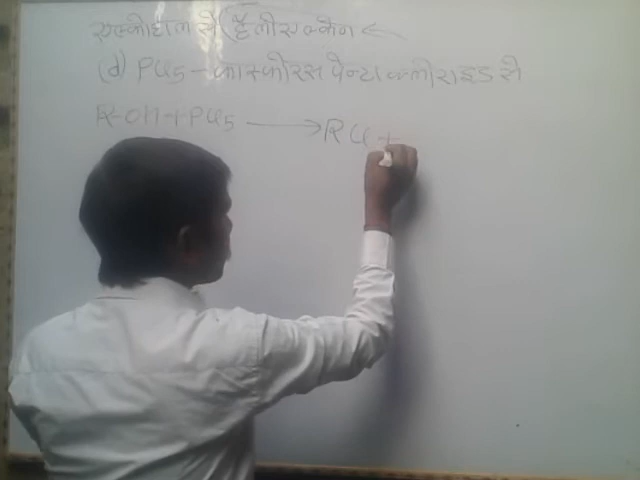 एल्कोहॉल से (हैलोएल्केन ←
(d) PCl5 - फास्फोरस पेन्टा क्लोराइड से
R-OH + PCl5 ⟶ RCl +